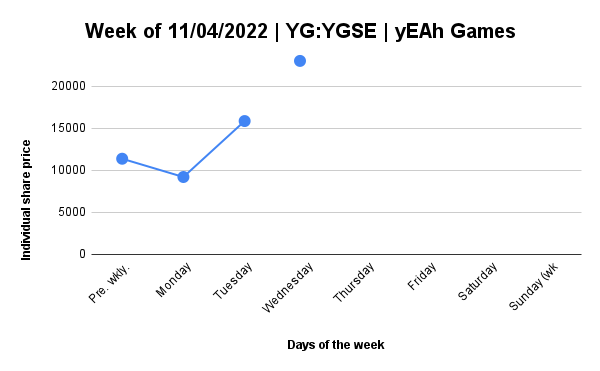 Week of 11/04/2022 | YG:YGSE | yEAh Games
Individual share price
20000
15000
10000
5000
0
Pre. wkly.
Monday
Tuesday
Wednesday
Thursday
Friday
Saturday
Sunday (wk
Days of the week